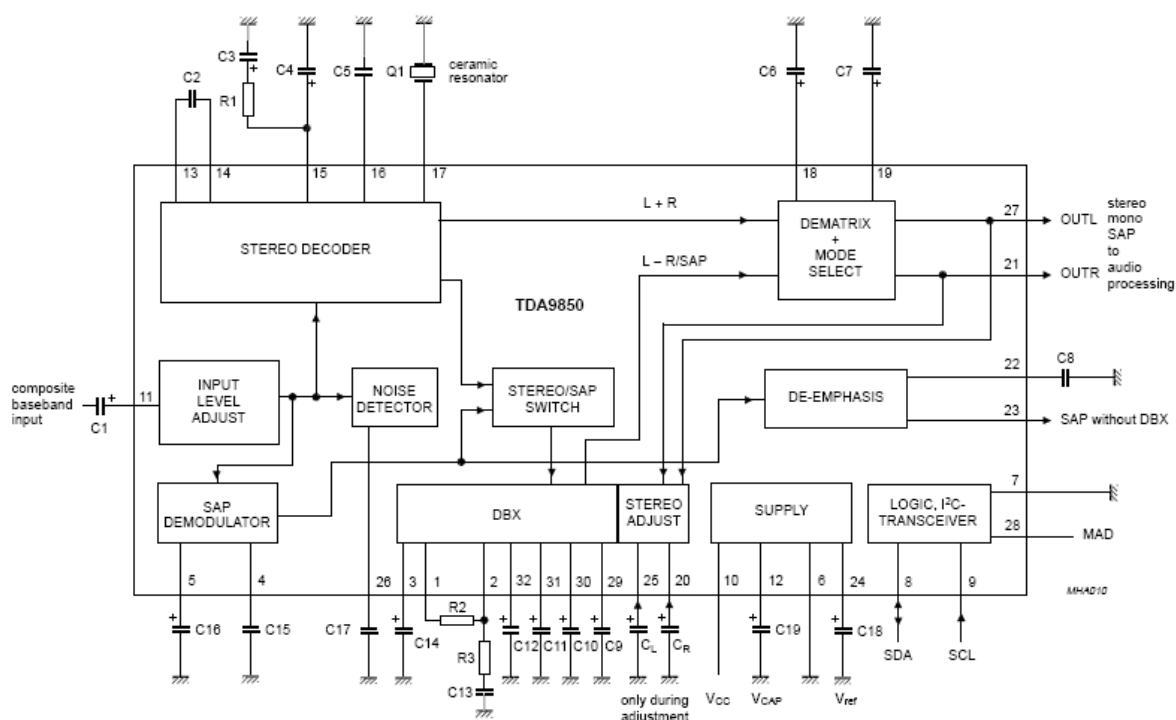 C3
C4
C5
Q1
ceramic
resonator
C6
C7
C2
R1
13
14
15
16
17
18
19
STEREO DECODER
L + R
DEMATRIX
+
MODE
SELECT
27
OUTL
stereo
mono
SAP
to
audio
processing
L – R/SAP
21
OUTR
TDA9850
composite
baseband
input
C1
11
INPUT
LEVEL
ADJUST
NOISE
DETECTOR
STEREO/SAP
SWITCH
DE-EMPHASIS
22
C8
23
SAP without DBX
SAP
DEMODULATOR
DBX
STEREO
ADJUST
SUPPLY
LOGIC, I²C-
TRANSCEIVER
7
28
MAD
5
4
26
3
1
2
32
31
30
29
25
20
10
12
6
24
8
9
MHA010
C16
C15
C17
C14
R2
R3
C13
C12
C11
C10
C9
CL
CR
C19
C18
SDA
SCL
only during
adjustment
VCC
VCAP
Vref